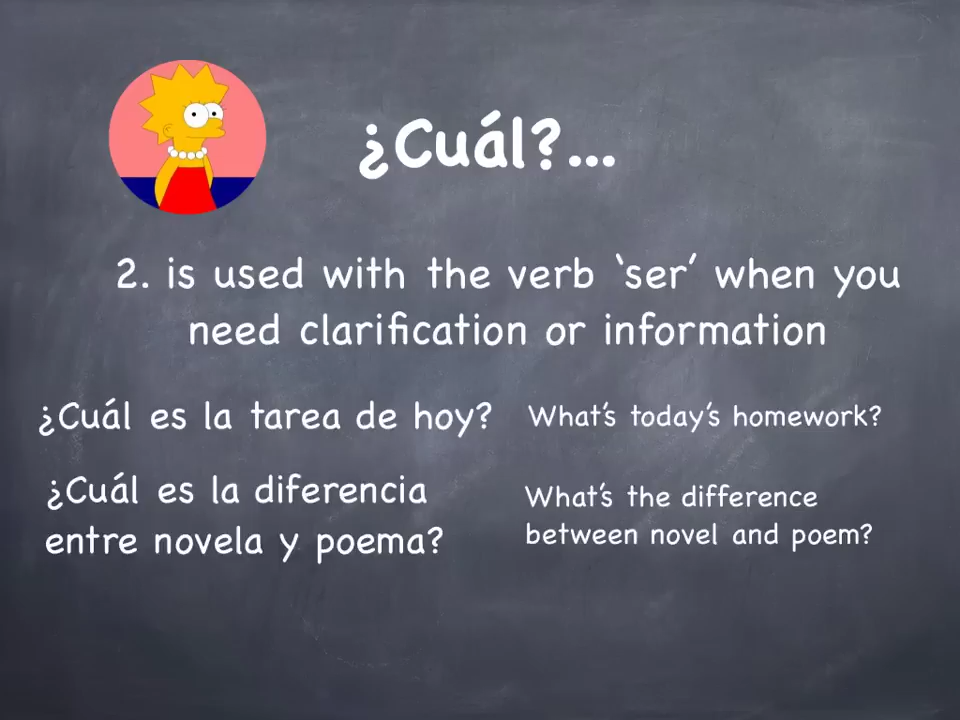 ¿Cuál?...
2. is used with the verb ‘ser’ when you
need clarification or information
¿Cuál es la tarea de hoy?
What's today's homework?
¿Cuál es la diferencia
entre novela y poema?
What's the difference
between novel and poem?